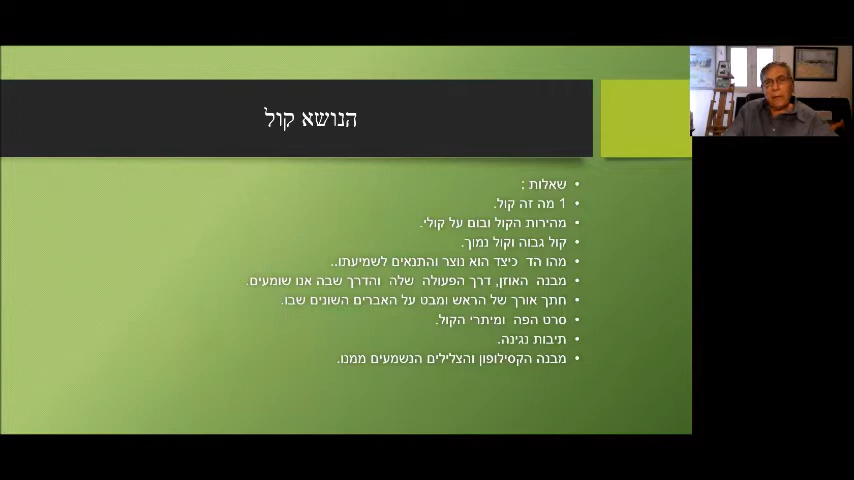 הנושא קול
שאלות :
1 מה זה קול.
מהירות הקול ובום על קולי.
קול גבוה וקול נמוך.
מהו הד כיצד הוא נוצר והתנאים לשמיעתו..
מבנה האוזן, דרך הפעולה שלה והדרך שבה אנו שומעים.
חתך אורך של הראש ומבט על האברים השונים שבו.
סרט הפה ומיתרי הקול.
תיבות נגינה.
מבנה הקסילופון והצלילים הנשמעים ממנו.